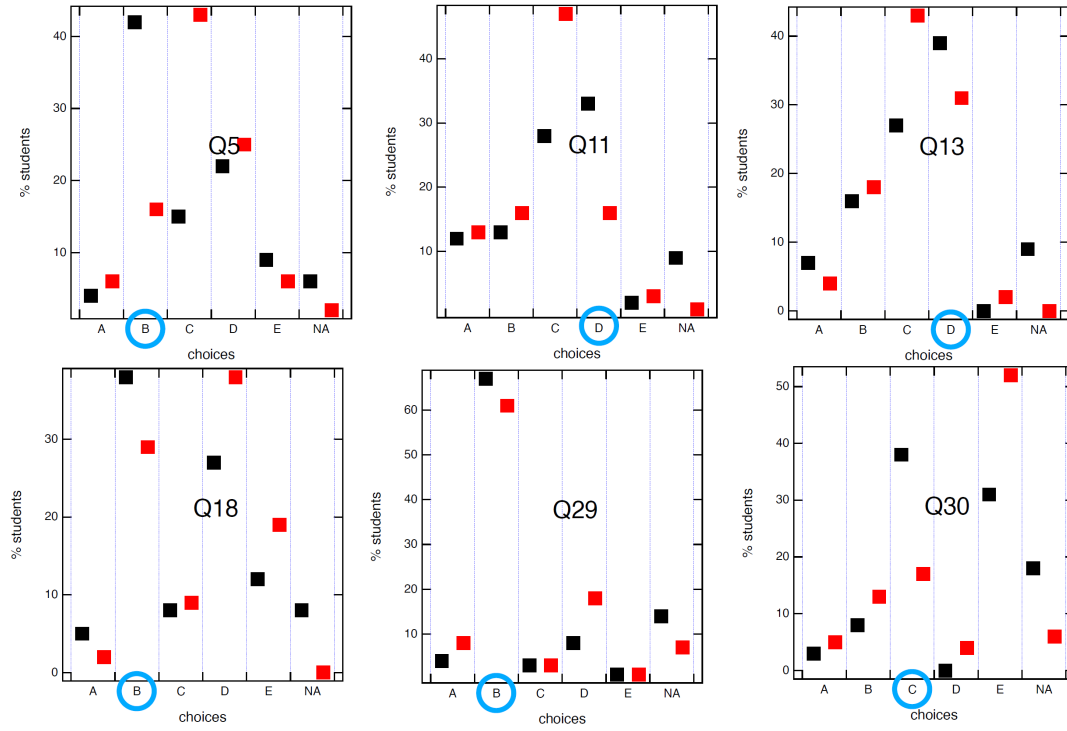 % students
40
30
20
10
Q5
A B C D E NA
choices
% students
40
30
20
10
Q11
A B C D E NA
choices
% students
40
30
20
10
0
Q13
A B C D E NA
choices
% students
30
20
10
0
Q18
A B C D E NA
choices
% students
60
50
40
30
20
10
Q29
A B C D E NA
choices
% students
50
40
30
20
10
0
Q30
A B C D E NA
choices